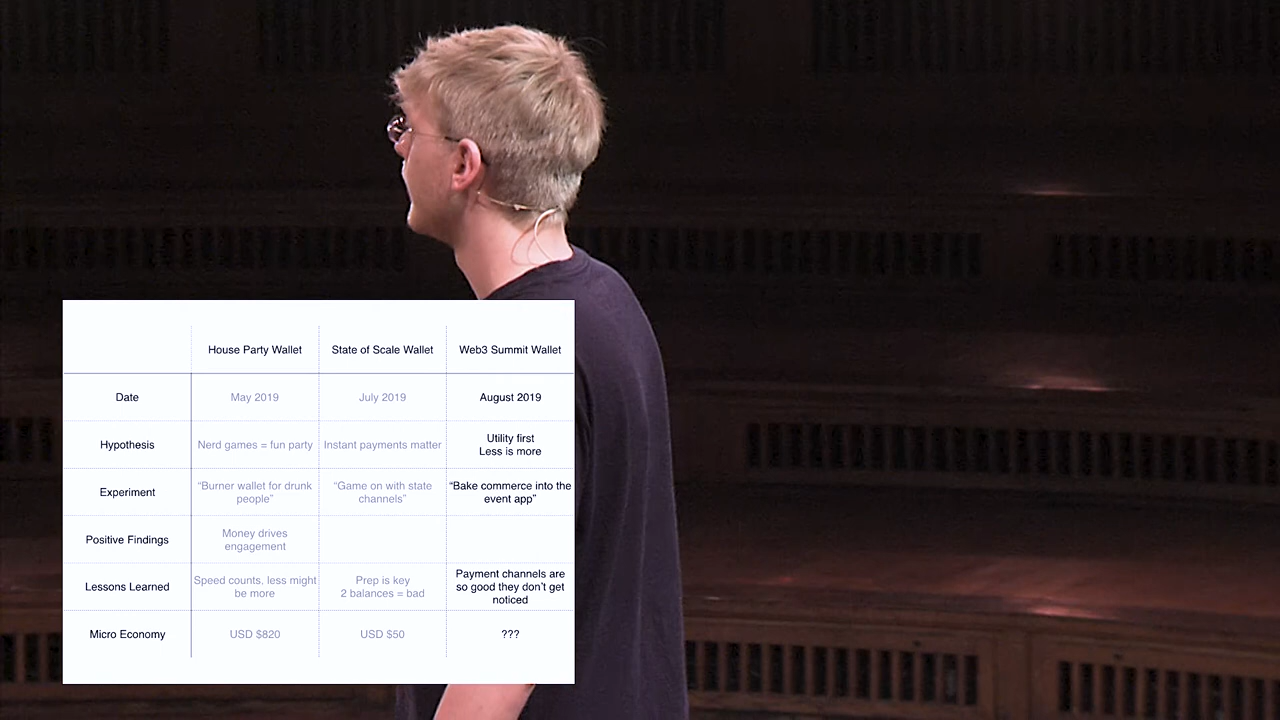 House Party Wallet State of Scale Wallet Web3 Summit Wallet
Date May 2019 July 2019 August 2019
Hypothesis Nerd games = fun party Instant payments matter Utility first
Less is more
Experiment “Burner wallet for drunk
people” “Game on with state
channels” “Bake commerce into the
event app”
Positive Findings Money drives
engagement
Lessons Learned Speed counts, less might
be more Prep is key
2 balances = bad Payment channels are
so good they don’t get
noticed
Micro Economy USD $820 USD $50 ???